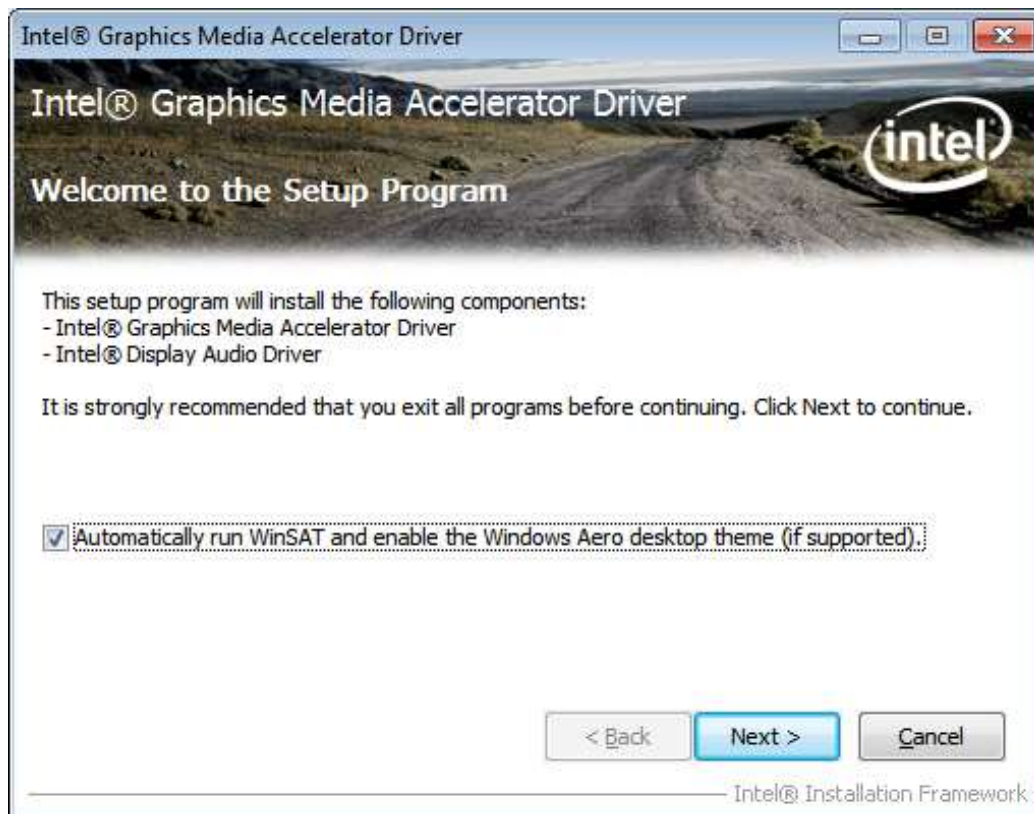 Intel® Graphics Media Accelerator Driver
Intel® Graphics Media Accelerator Driver
intel®
Welcome to the Setup Program
This setup program will install the following components:
- Intel® Graphics Media Accelerator Driver
- Intel® Display Audio Driver
It is strongly recommended that you exit all programs before continuing. Click Next to continue.
Automatically run WinSAT and enable the Windows Aero desktop theme (if supported).
< Back Next > Cancel
Intel® Installation Framework